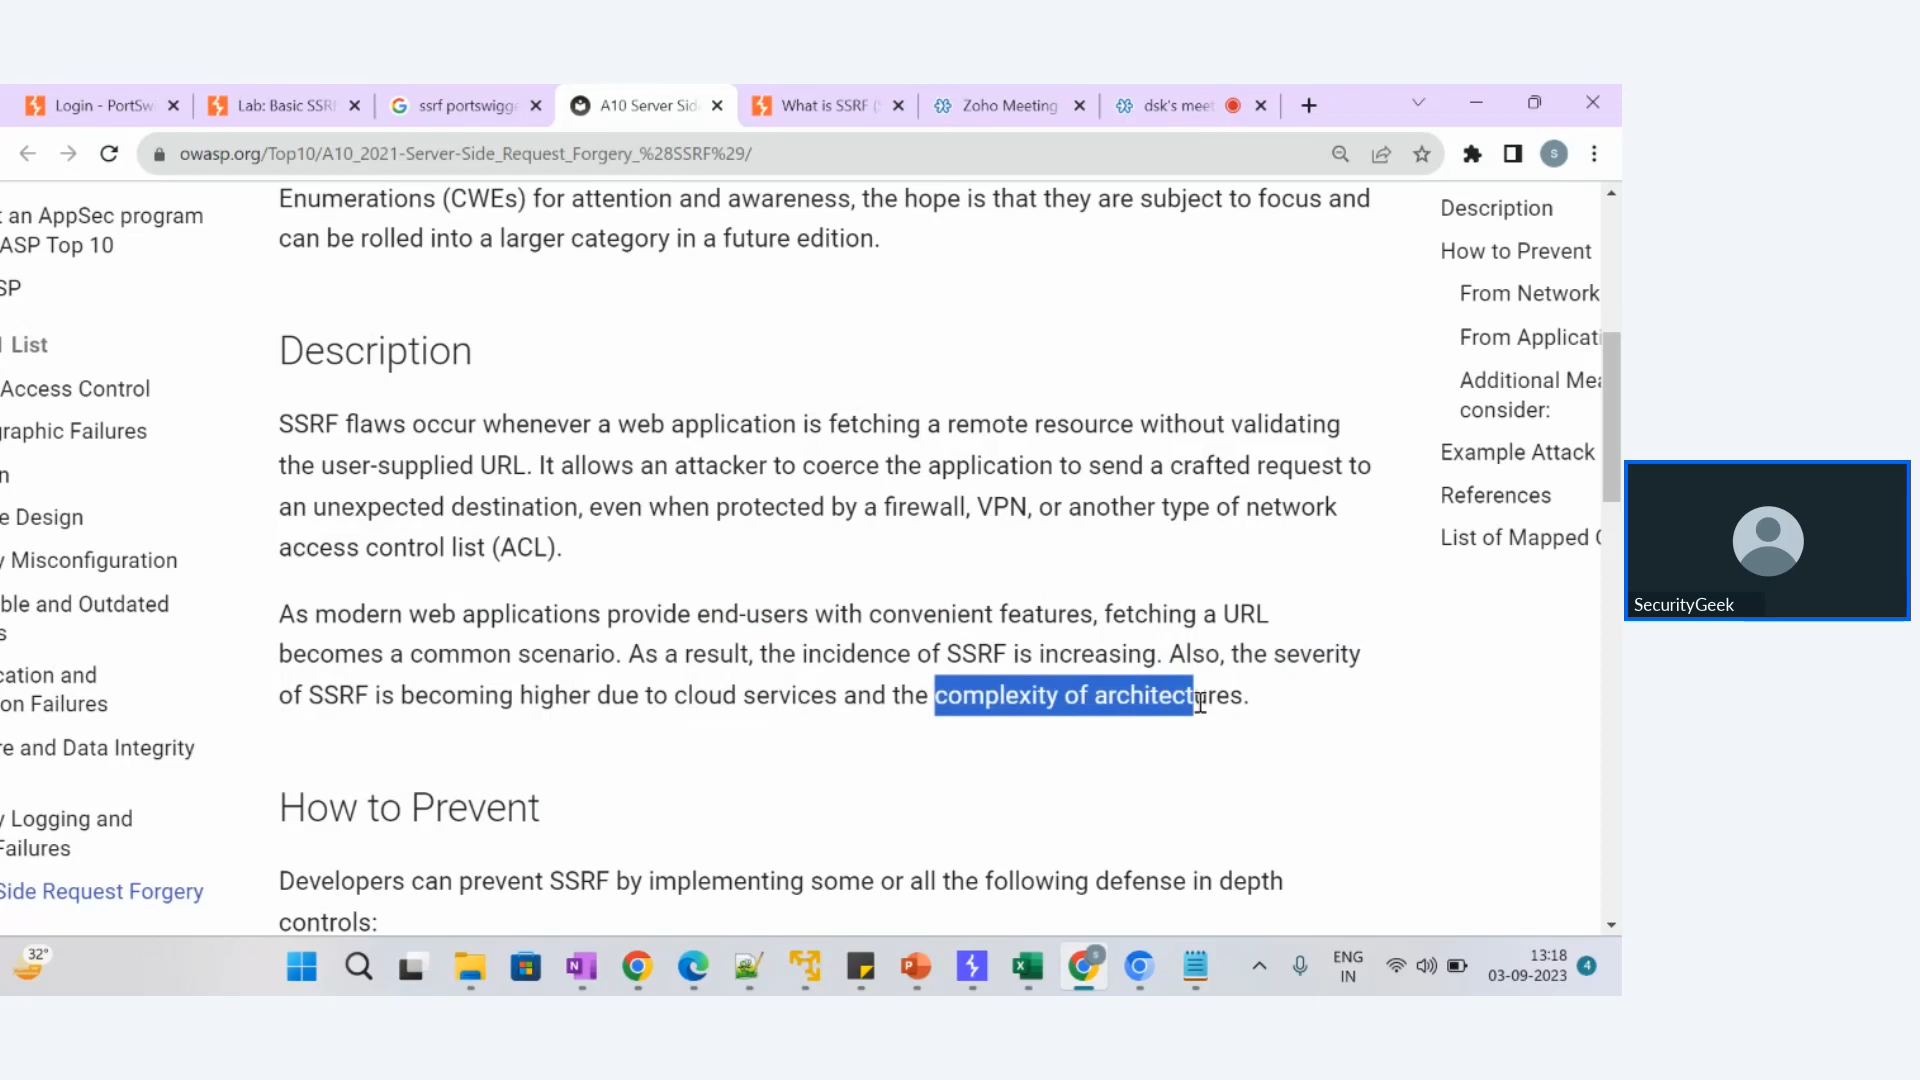 Login - PortSwi
Lab: Basic SSRF
ssrf portswigge
A10 Server Sid
What is SSRF (S
Zoho Meeting
dsk's meet
owasp.org/Top10/A10_2021-Server-Side_Request_Forgery_%28SSRF%29/
s
t an AppSec program
ASP Top 10
SP
List
Access Control
graphic Failures
n
e Design
y Misconfiguration
ble and Outdated
s
cation and
on Failures
re and Data Integrity
y Logging and
Failures
Side Request Forgery
Enumerations (CWEs) for attention and awareness, the hope is that they are subject to focus and
can be rolled into a larger category in a future edition.
Description
SSRF flaws occur whenever a web application is fetching a remote resource without validating
the user-supplied URL. It allows an attacker to coerce the application to send a crafted request to
an unexpected destination, even when protected by a firewall, VPN, or another type of network
access control list (ACL).
As modern web applications provide end-users with convenient features, fetching a URL
becomes a common scenario. As a result, the incidence of SSRF is increasing. Also, the severity
of SSRF is becoming higher due to cloud services and the complexity of architectures.
How to Prevent
Developers can prevent SSRF by implementing some or all the following defense in depth
controls:
Description
How to Prevent
From Network
From Applicati
Additional Mea
consider:
Example Attack
References
List of Mapped C
SecurityGeek
32°
ENG
IN
13:18
03-09-2023
4